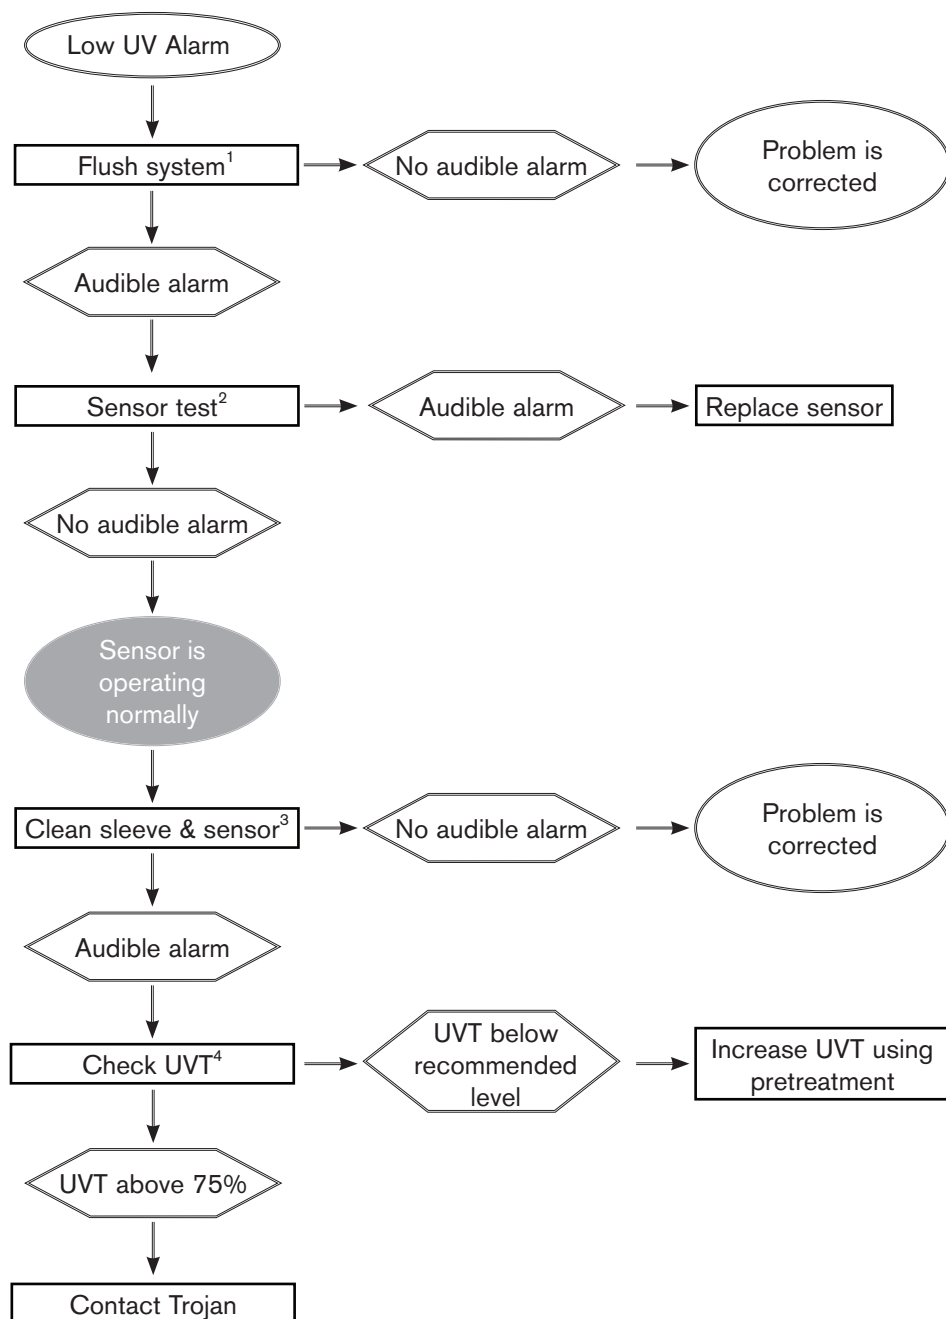 Low UV Alarm
Flush system1
No audible alarm
Problem is
corrected
Audible alarm
Sensor test2
Audible alarm
Replace sensor
No audible alarm
Sensor is
operating
normally
Clean sleeve & sensor3
No audible alarm
Problem is
corrected
Audible alarm
Check UVT4
UVT below
recommended
level
Increase UVT using
pretreatment
UVT above 75%
Contact Trojan